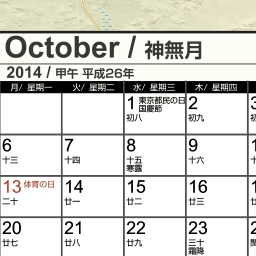 October / 神無月
2014 / 甲午 平成26年
月/ 星期一 火/ 星期二 水/ 星期三 木/ 星期四
1 東京都民の日 2
国慶節
初八 初九
6 7 8 9
十三 十四 十五 十六
寒露
13 体育の日 14 15 16
二十 廿一 廿二 廿三
20 21 22 23
廿七 廿八 廿九 三十
霜降